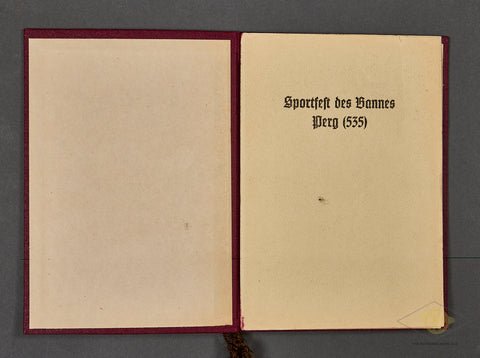 Sportfest des Bannes
Perg (535)